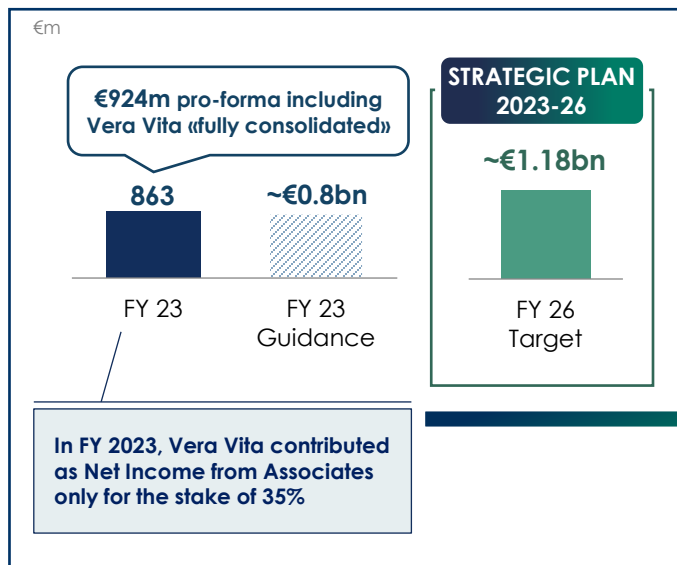 €m
€924m pro-forma including
Vera Vita «fully consolidated»
STRATEGIC PLAN
2023-26
863
~€0.8bn
~€1.18bn
FY 23
FY 23
Guidance
FY 26
Target
In FY 2023, Vera Vita contributed
as Net Income from Associates
only for the stake of 35%